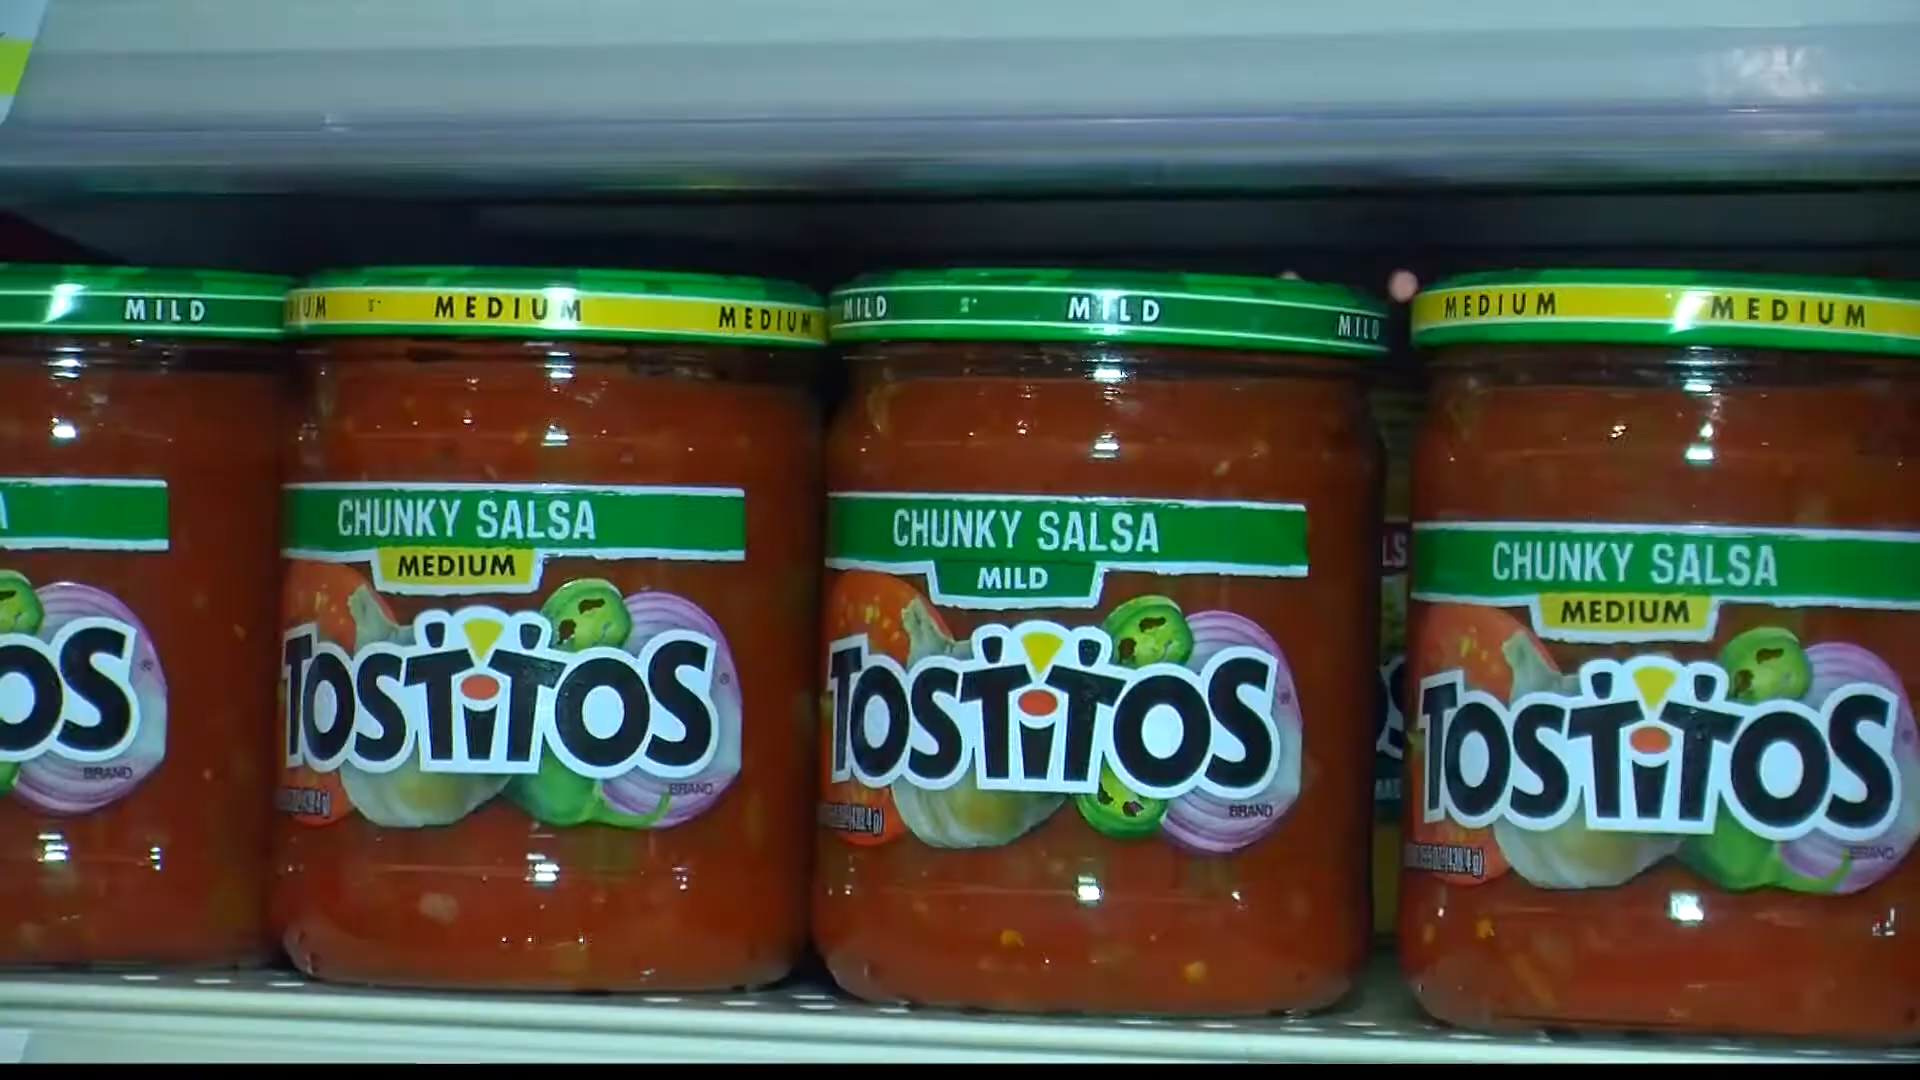 MILD
MEDIUM MEDIUM
MILD MILD MILD
MEDIUM MEDIUM
CHUNKY SALSA
MEDIUM
TOSTITOS
BRAND
CHUNKY SALSA
MILD
TOSTITOS
BRAND
CHUNKY SALSA
MEDIUM
TOSTITOS
BRAND
OS
BRAND